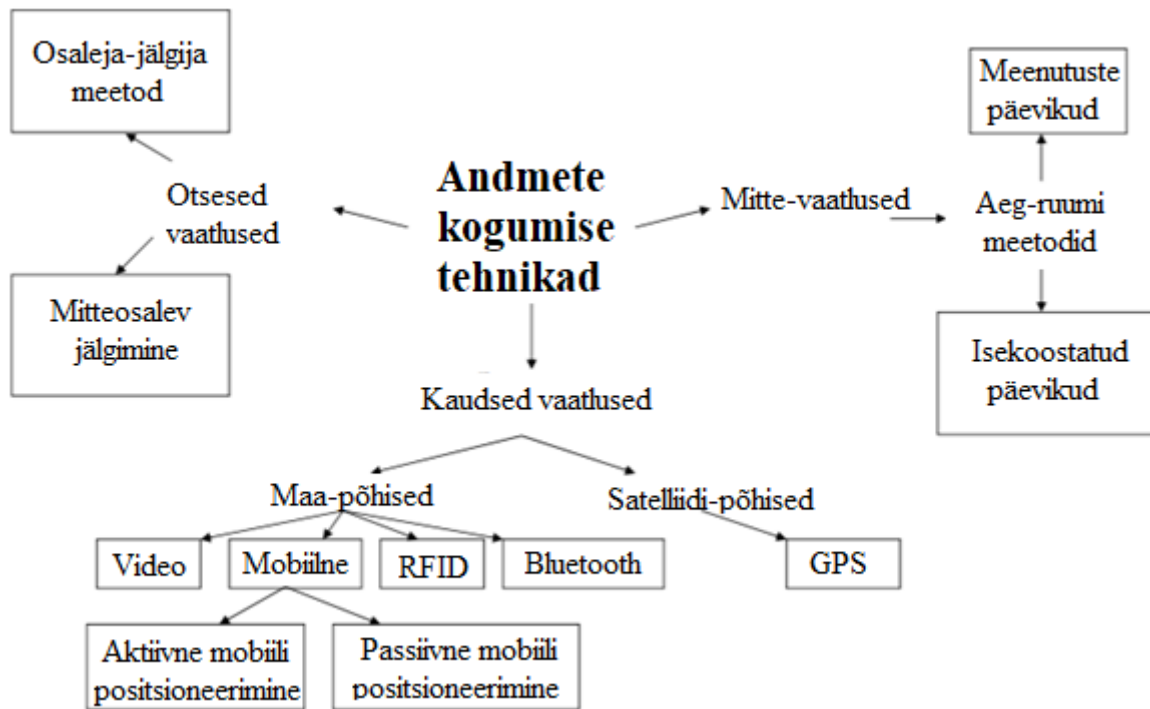 Osaleja-jälgija
meetod
Otsesed
vaatlused
Mitteosalev
jälgimine
Andmete
kogumise
tehnikad
Mitte-vaatlused
Meenutuste
päevikud
Aeg-ruumi
meetodid
Isekoostatud
päevikud
Kaudsed vaatlused
Maa-põhised
Satelliidi-põhised
Video
Mobiilne
RFID
Bluetooth
GPS
Aktiivne mobiili
positsioneerimine
Passiivne mobiili
positsioneerimine